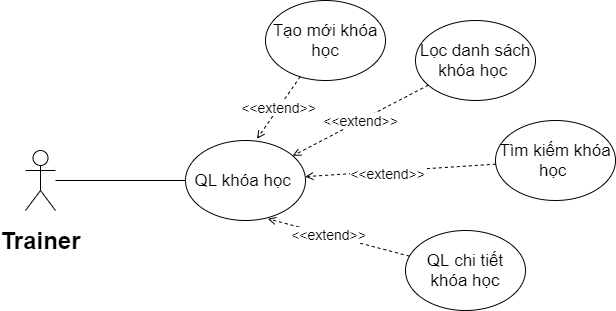 Tạo mới khóa
học
Lọc danh sách
khóa học
<<extend>>
<<extend>>
Tìm kiếm khóa
học
<<extend>>
QL khóa học
Trainer
<<extend>>
QL chi tiết
khóa học